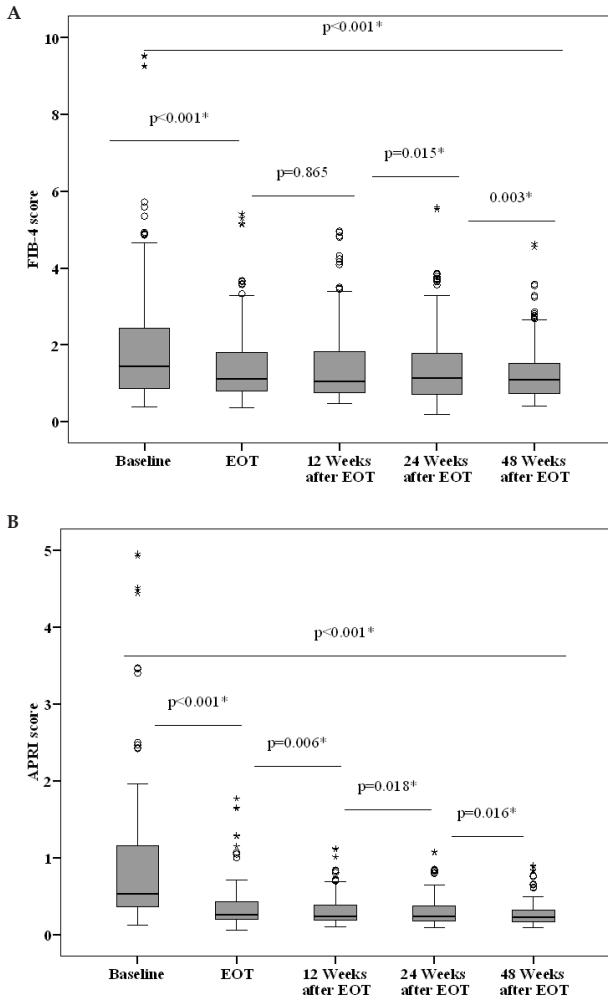 A
p<0.001*
p<0.001*
p=0.865
p=0.015*
0.003*
FIB-4 score
10
8
6
4
2
0
Baseline
EOT
12 Weeks
after EOT
24 Weeks
after EOT
48 Weeks
after EOT
B
p<0.001*
p<0.001*
p=0.006*
p=0.018*
p=0.016*
APRI score
5
4
3
2
1
0
Baseline
EOT
12 Weeks
after EOT
24 Weeks
after EOT
48 Weeks
after EOT